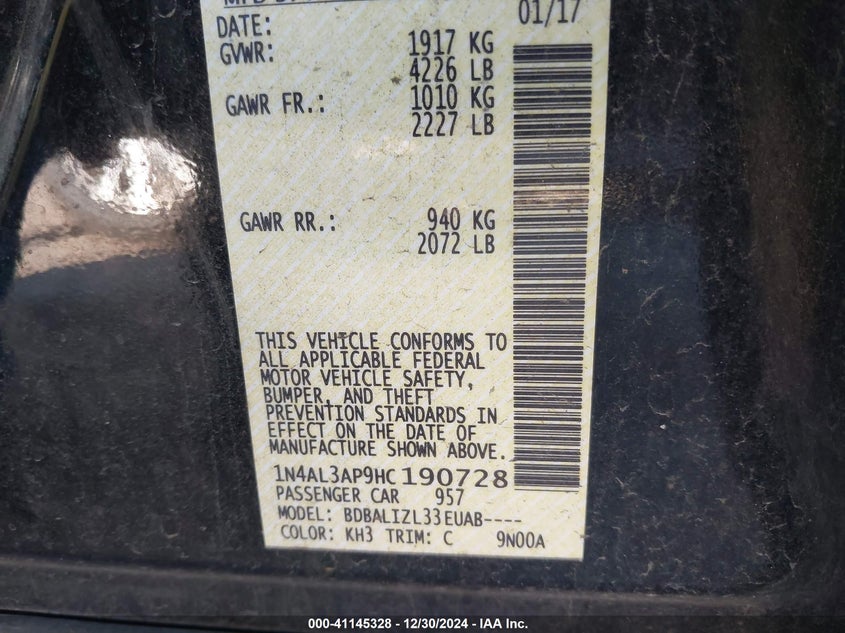 01/17
DATE:
GVWR: 1917 KG
4226 LB
GAWR FR.: 1010 KG
2227 LB
GAWR RR.: 940 KG
2072 LB
THIS VEHICLE CONFORMS TO
ALL APPLICABLE FEDERAL
MOTOR VEHICLE SAFETY,
BUMPER, AND THEFT
PREVENTION STANDARDS IN
EFFECT ON THE DATE OF
MANUFACTURE SHOWN ABOVE.
1N4AL3AP9HC190728
PASSENGER CAR 957
MODEL: BDBALIZL33EUAB----
COLOR: KH3 TRIM: C 9N00A
000-41145328 - 12/30/2024 - IAA Inc.